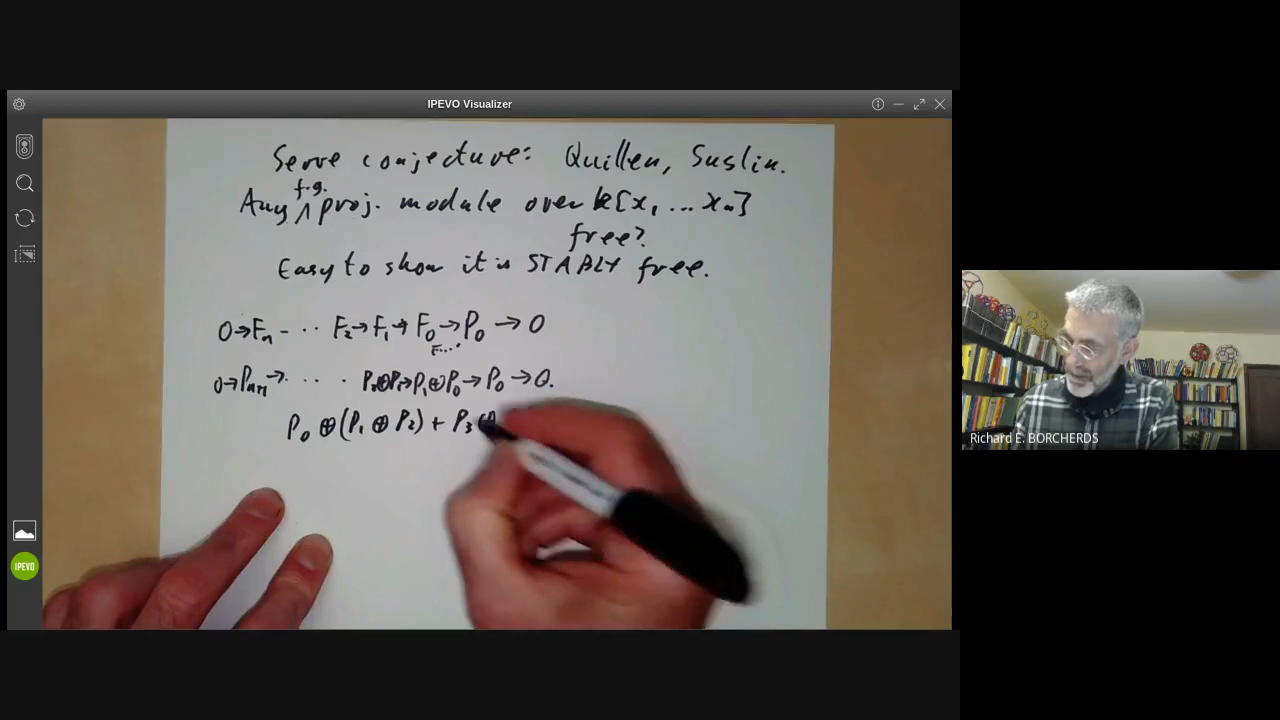 IPEVO Visualizer
Serre conjecture: Quillen, Suslin.
Any f.g. proj. module over k[x, ... xₙ]
free?
Easy to show it is STABLY free.
0→Fₙ - ·· F₂→F₁→F₀→P₀→0
F...
0→Pₙ₊₁→· · · · P₂⊕P₁→P₁⊕P₀→P₀→0.
P₀ ⊕(P₁ ⊕ P₂) + P₃
IPEVO
Richard E. BORCHERDS